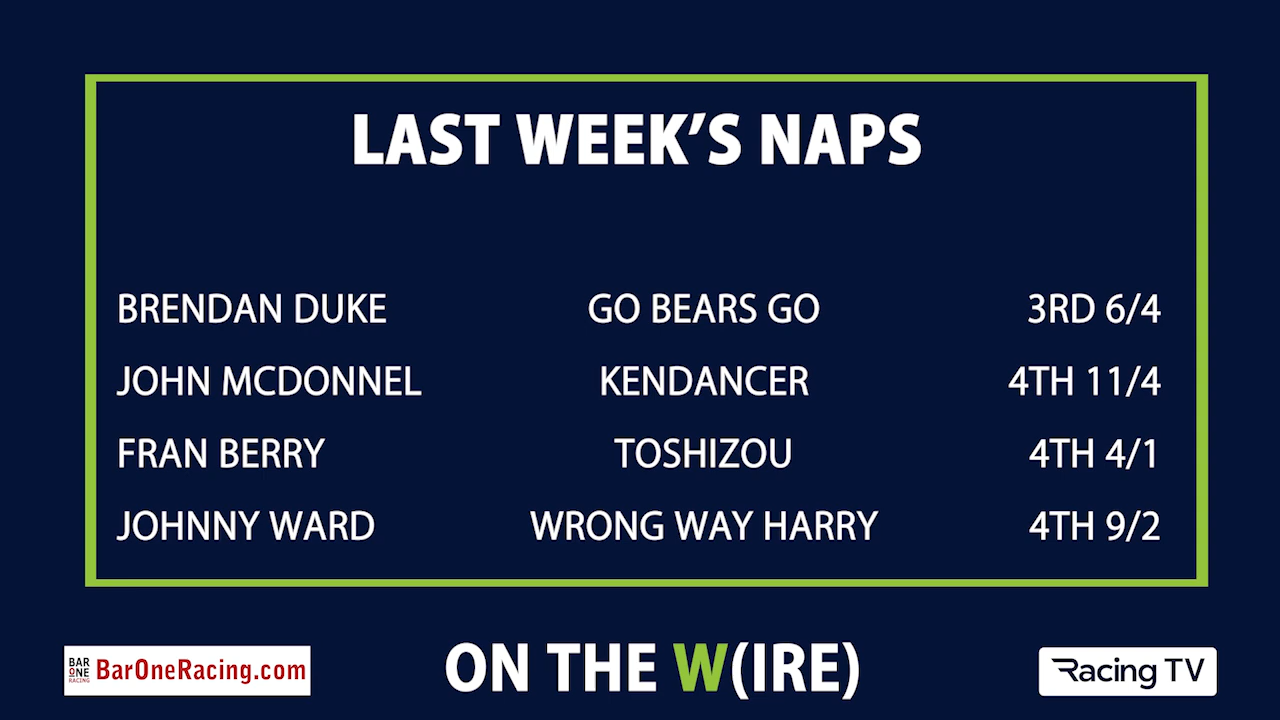 LAST WEEK'S NAPS
BRENDAN DUKE GO BEARS GO 3RD 6/4
JOHN MCDONNEL KENDANCER 4TH 11/4
FRAN BERRY TOSHIZOU 4TH 4/1
JOHNNY WARD WRONG WAY HARRY 4TH 9/2
BAR ONE RACING BarOneRacing.com
ON THE W(IRE)
Racing TV